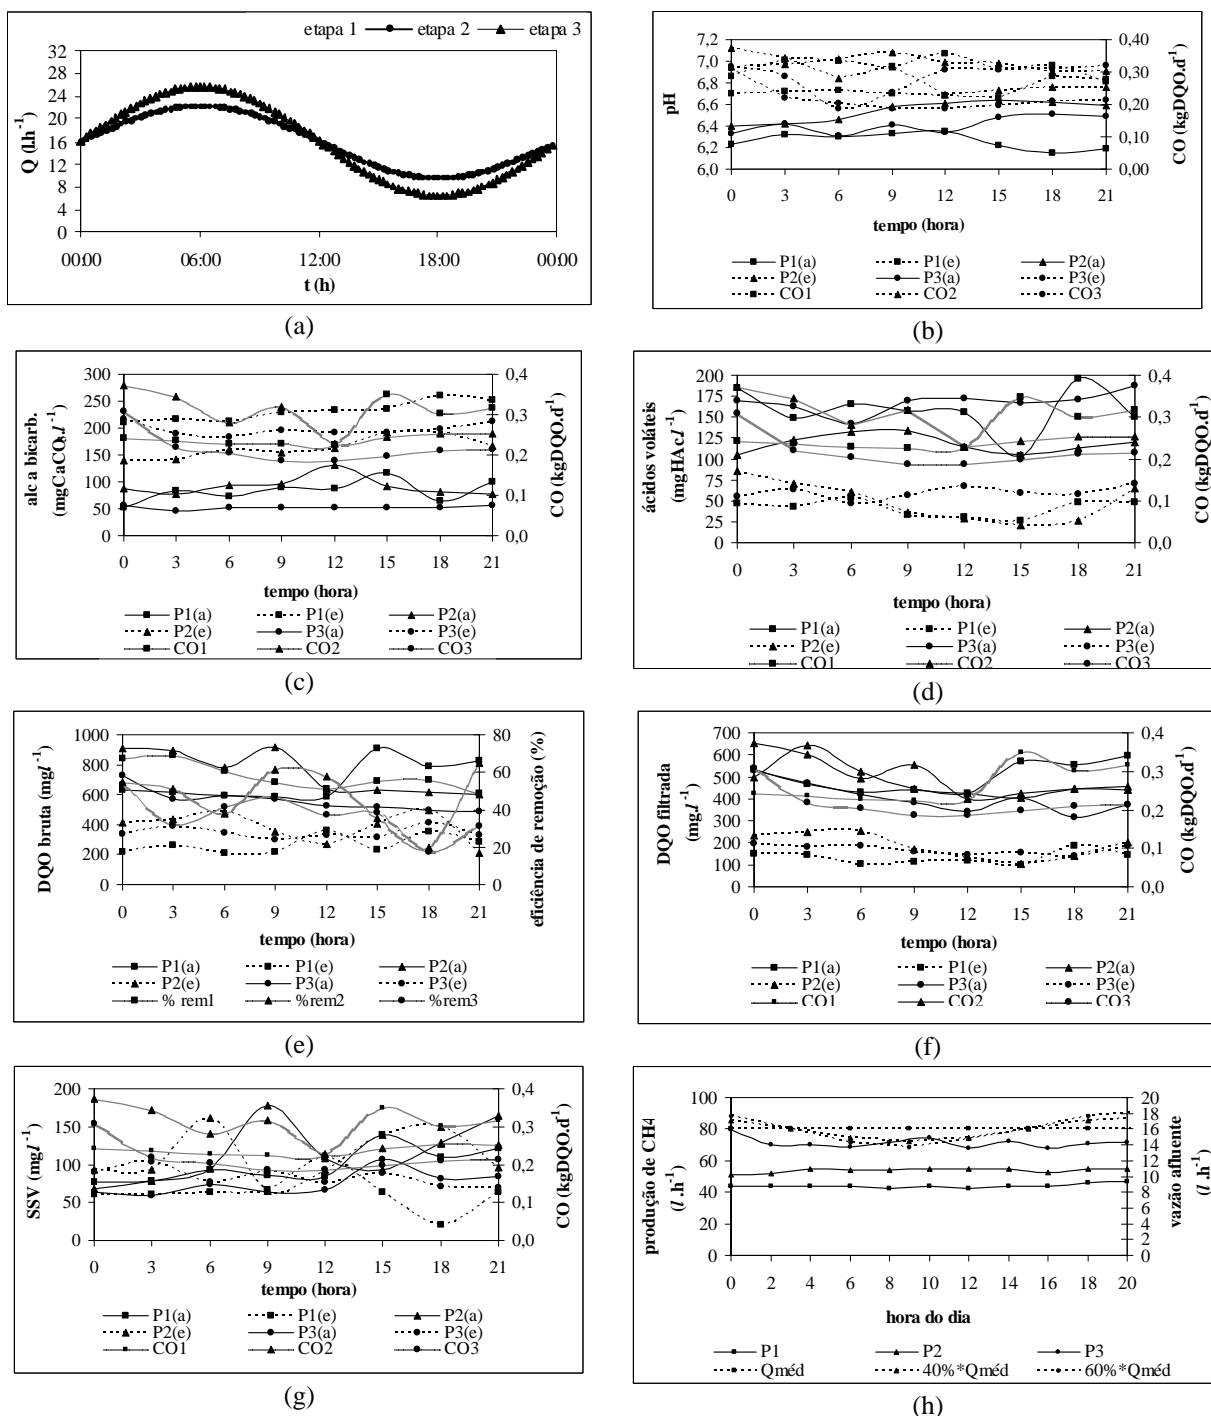 etapa 1 etapa 2 etapa 3
32
28
24
20
16
12
8
4
0
Q (l.h⁻¹)
00:00 06:00 12:00 18:00 00:00
t (h)
(a)
7,2
7,0
6,8
6,6
6,4
6,2
6,0
pH
0,40
0,30
0,20
0,10
0,00
CO (kgDQO.d⁻¹)
0 3 6 9 12 15 18 21
tempo (hora)
P1(a) P1(e) P2(a)
P2(e) P3(a) P3(e)
CO1 CO2 CO3
(b)
300
250
200
150
100
50
0
alc a bicarb.
(mgCaCO₃.l⁻¹)
0,4
0,3
0,2
0,1
0,0
CO (kgDQO.d⁻¹)
0 3 6 9 12 15 18 21
tempo (hora)
P1(a) P1(e) P2(a)
P2(e) P3(a) P3(e)
CO1 CO2 CO3
(c)
200
175
150
125
100
75
50
25
0
ácidos voláteis
(mgHAc.l⁻¹)
0,4
0,3
0,2
0,1
0,0
CO (kgDQO.d⁻¹)
0 3 6 9 12 15 18 21
tempo (hora)
P1(a) P1(e) P2(a)
P2(e) P3(a) P3(e)
CO1 CO2 CO3
(d)
1000
800
600
400
200
0
DQO bruta (mg.l⁻¹)
80
60
40
20
0
eficiência de remoção (%)
0 3 6 9 12 15 18 21
tempo (hora)
P1(a) P1(e) P2(a)
P2(e) P3(a) P3(e)
% rem1 %rem2 %rem3
(e)
700
600
500
400
300
200
100
0
DQO filtrada
(mg.l⁻¹)
0,4
0,3
0,2
0,1
0,0
CO (kgDQO.d⁻¹)
0 3 6 9 12 15 18 21
tempo (hora)
P1(a) P1(e) P2(a)
P2(e) P3(a) P3(e)
CO1 CO2 CO3
(f)
200
150
100
50
0
SSV (mg.l⁻¹)
0,4
0,3
0,2
0,1
0,0
CO (kgDQO.d⁻¹)
0 3 6 9 12 15 18 21
tempo (hora)
P1(a) P1(e) P2(a)
P2(e) P3(a) P3(e)
CO1 CO2 CO3
(g)
100
80
60
40
20
0
produção de CH4
(l.h⁻¹)
20
18
16
14
12
10
8
6
4
2
0
vazão afluente
(l.h⁻¹)
0 2 4 6 8 10 12 14 16 18 20
hora do dia
P1 P2 P3
Qméd 40%*Qméd 60%*Qméd
(h)